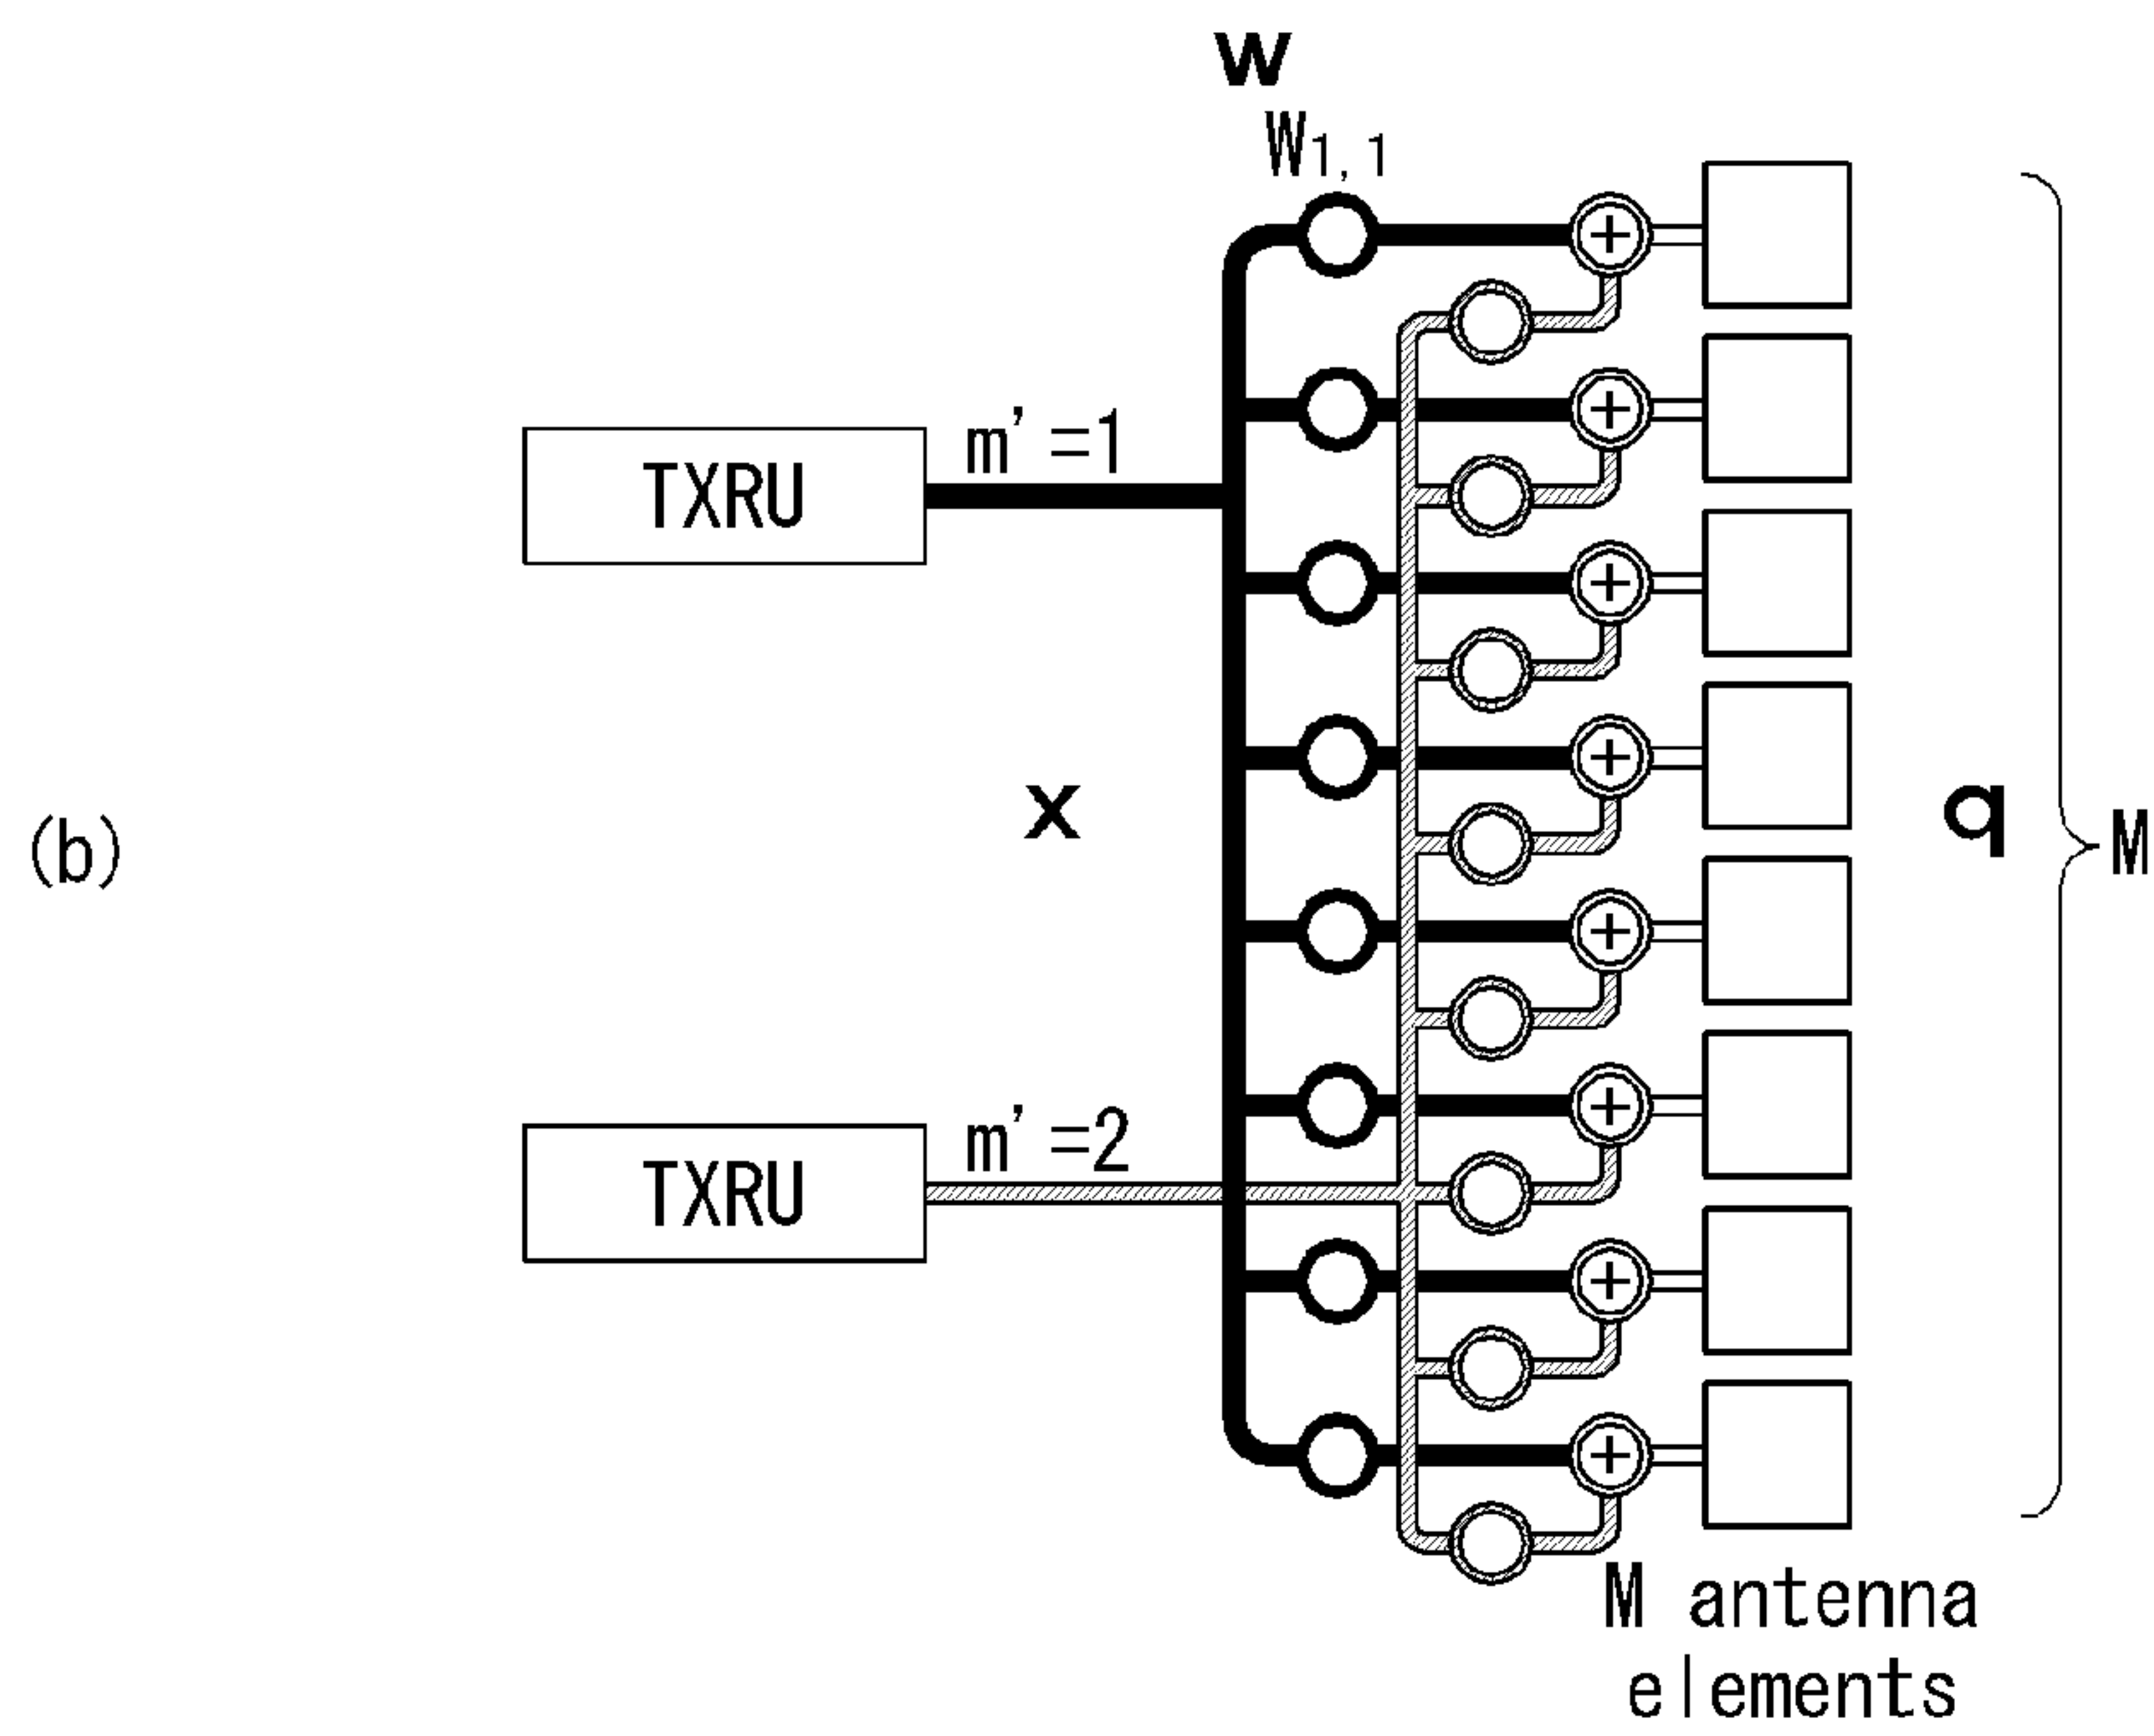 w
W1,1
m'=1
TXRU
x
q
M
(b)
m'=2
TXRU
M antenna
elements